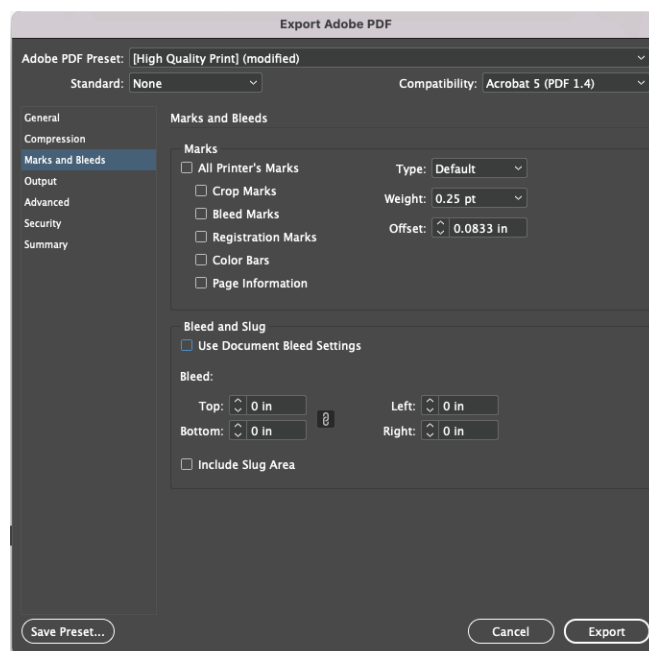 Export Adobe PDF
Adobe PDF Preset: [High Quality Print] (modified)
Standard: None Compatibility: Acrobat 5 (PDF 1.4)
General
Compression
Marks and Bleeds
Output
Advanced
Security
Summary
Marks and Bleeds
Marks
All Printer's Marks
Crop Marks
Bleed Marks
Registration Marks
Color Bars
Page Information
Type: Default
Weight: 0.25 pt
Offset: 0.0833 in
Bleed and Slug
Use Document Bleed Settings
Bleed:
Top: 0 in Left: 0 in
Bottom: 0 in Right: 0 in
Include Slug Area
Save Preset... Cancel Export